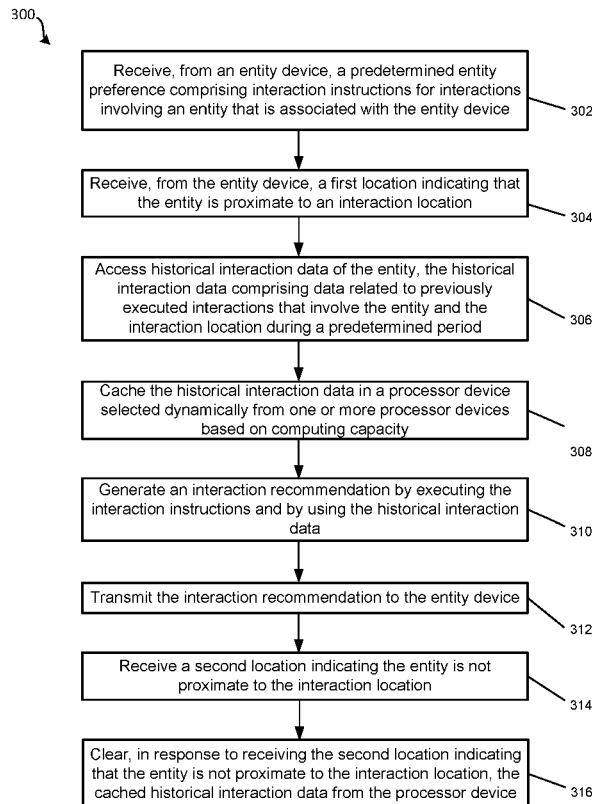 300
Receive, from an entity device, a predetermined entity
preference comprising interaction instructions for interactions
involving an entity that is associated with the entity device
302
Receive, from the entity device, a first location indicating that
the entity is proximate to an interaction location
304
Access historical interaction data of the entity, the historical
interaction data comprising data related to previously
executed interactions that involve the entity and the
interaction location during a predetermined period
306
Cache the historical interaction data in a processor device
selected dynamically from one or more processor devices
based on computing capacity
308
Generate an interaction recommendation by executing the
interaction instructions and by using the historical interaction
data
310
Transmit the interaction recommendation to the entity device
312
Receive a second location indicating the entity is not
proximate to the interaction location
314
Clear, in response to receiving the second location indicating
that the entity is not proximate to the interaction location, the
cached historical interaction data from the processor device
316